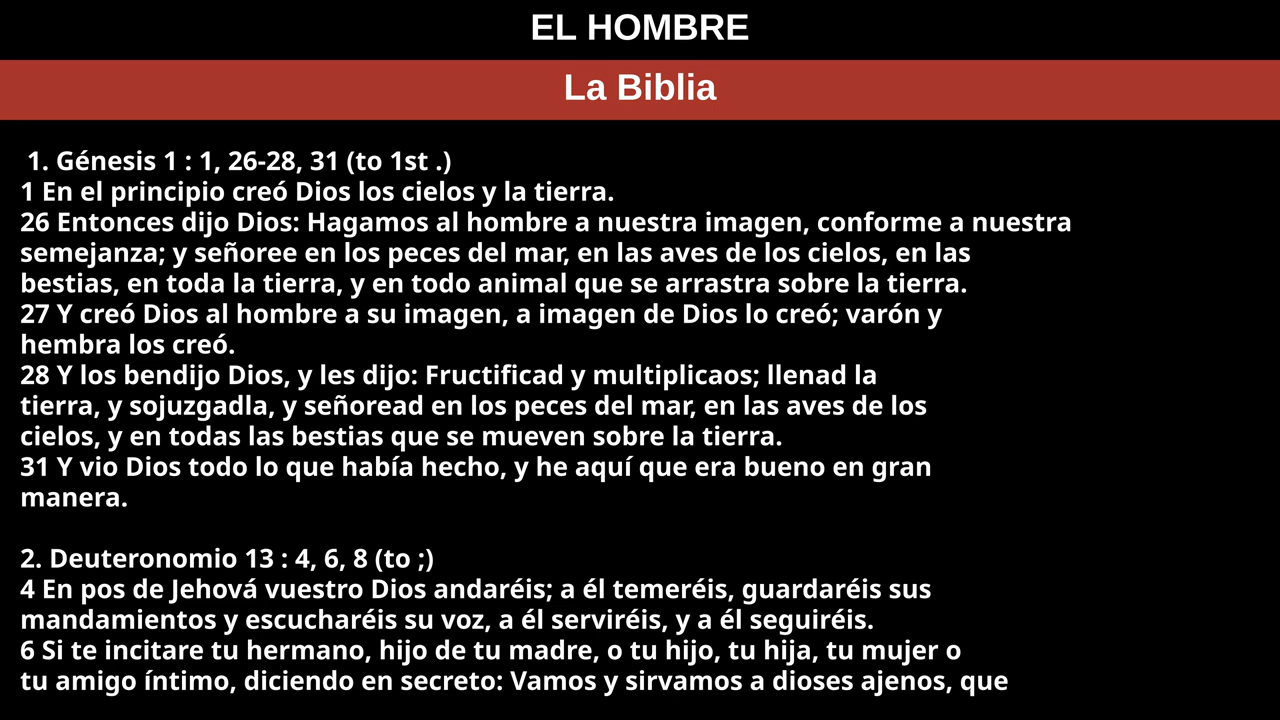 EL HOMBRE
La Biblia
1. Génesis 1 : 1, 26-28, 31 (to 1st .)
1 En el principio creó Dios los cielos y la tierra.
26 Entonces dijo Dios: Hagamos al hombre a nuestra imagen, conforme a nuestra
semejanza; y señoree en los peces del mar, en las aves de los cielos, en las
bestias, en toda la tierra, y en todo animal que se arrastra sobre la tierra.
27 Y creó Dios al hombre a su imagen, a imagen de Dios lo creó; varón y
hembra los creó.
28 Y los bendijo Dios, y les dijo: Fructificad y multiplicaos; llenad la
tierra, y sojuzgadla, y señoread en los peces del mar, en las aves de los
cielos, y en todas las bestias que se mueven sobre la tierra.
31 Y vio Dios todo lo que había hecho, y he aquí que era bueno en gran
manera.
2. Deuteronomio 13 : 4, 6, 8 (to ;)
4 En pos de Jehová vuestro Dios andaréis; a él temeréis, guardaréis sus
mandamientos y escucharéis su voz, a él serviréis, y a él seguiréis.
6 Si te incitare tu hermano, hijo de tu madre, o tu hijo, tu hija, tu mujer o
tu amigo íntimo, diciendo en secreto: Vamos y sirvamos a dioses ajenos, que